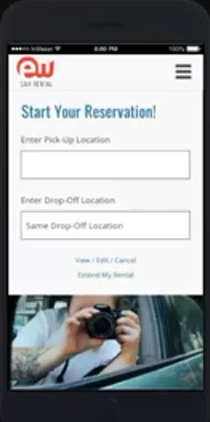 InVision
8:00 PM
100%
ew
CAR RENTAL
Start Your Reservation!
Enter Pick-Up Location
Enter Drop-Off Location
Same Drop-Off Location
View / Edit / Cancel
Extend My Rental